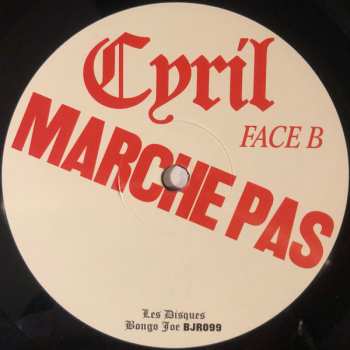 Cyril
FACE B
MARCHE PAS
Les Disques
Bongo Joe BJR099